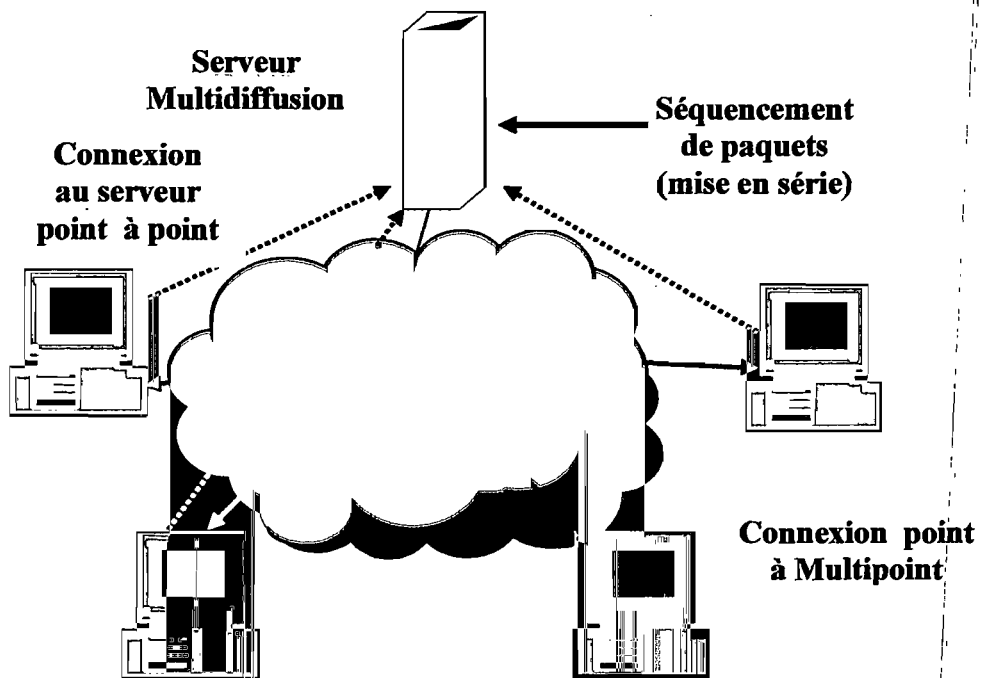 Serveur
Multidiffusion
Séquencement
de paquets
(mise en série)
Connexion
au serveur
point à point
Connexion point
à Multipoint